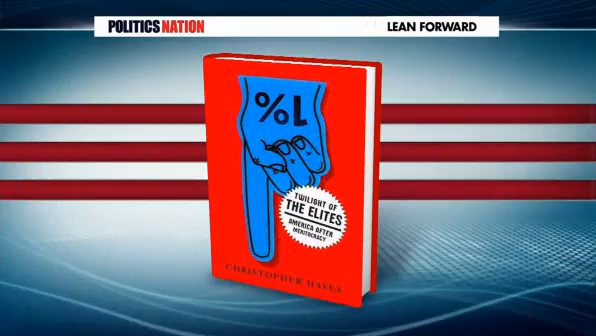 POLITICSNATION
LEAN FORWARD
%L
TWILIGHT OF
THE ELITES
AMERICA AFTER
MERITOCRACY
CHRISTOPHER HAYES